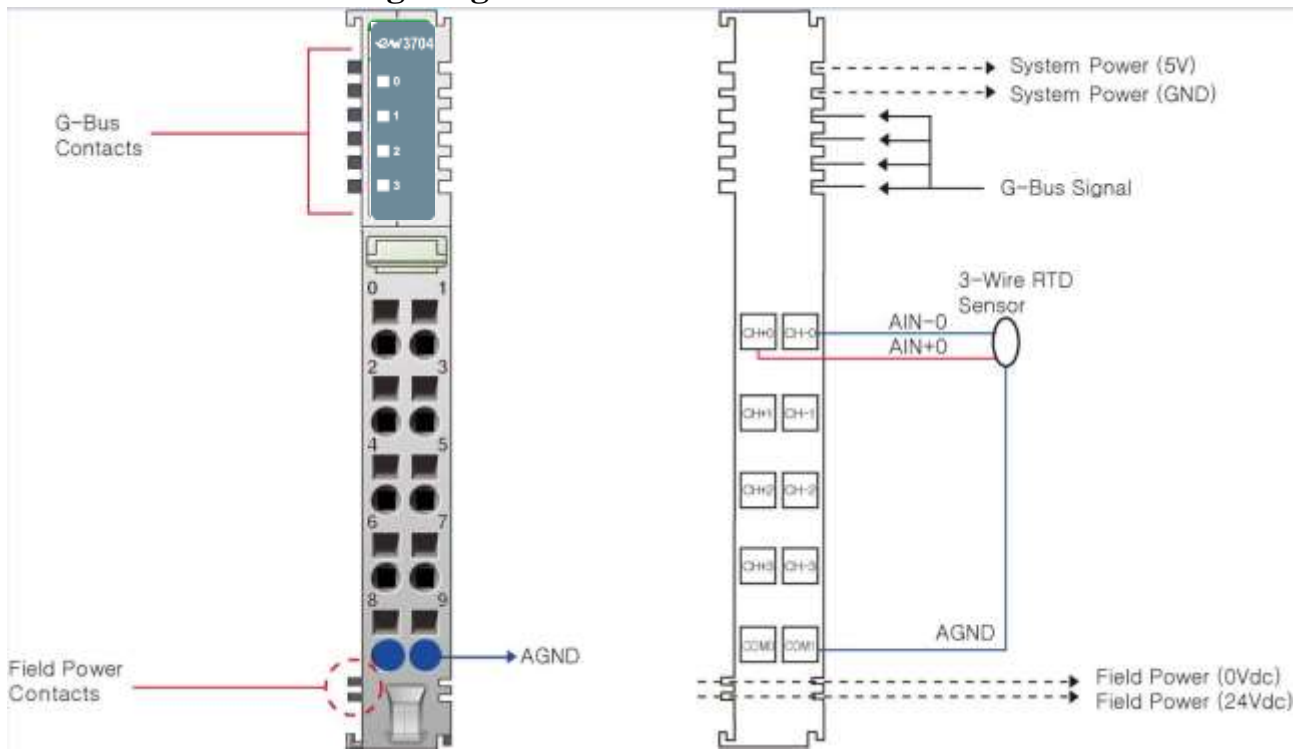 3704
0
1
2
3
G-Bus
Contacts
0 1
2 3
4 5
6 7
8 9
AGND
Field Power
Contacts
System Power (5V)
System Power (GND)
G-Bus Signal
3-Wire RTD
Sensor
AIN-0
AIN+0
CH+0 CH-0
CH+1 CH-1
CH+2 CH-2
CH+3 CH-3
COM0 COM1
AGND
Field Power (0Vdc)
Field Power (24Vdc)